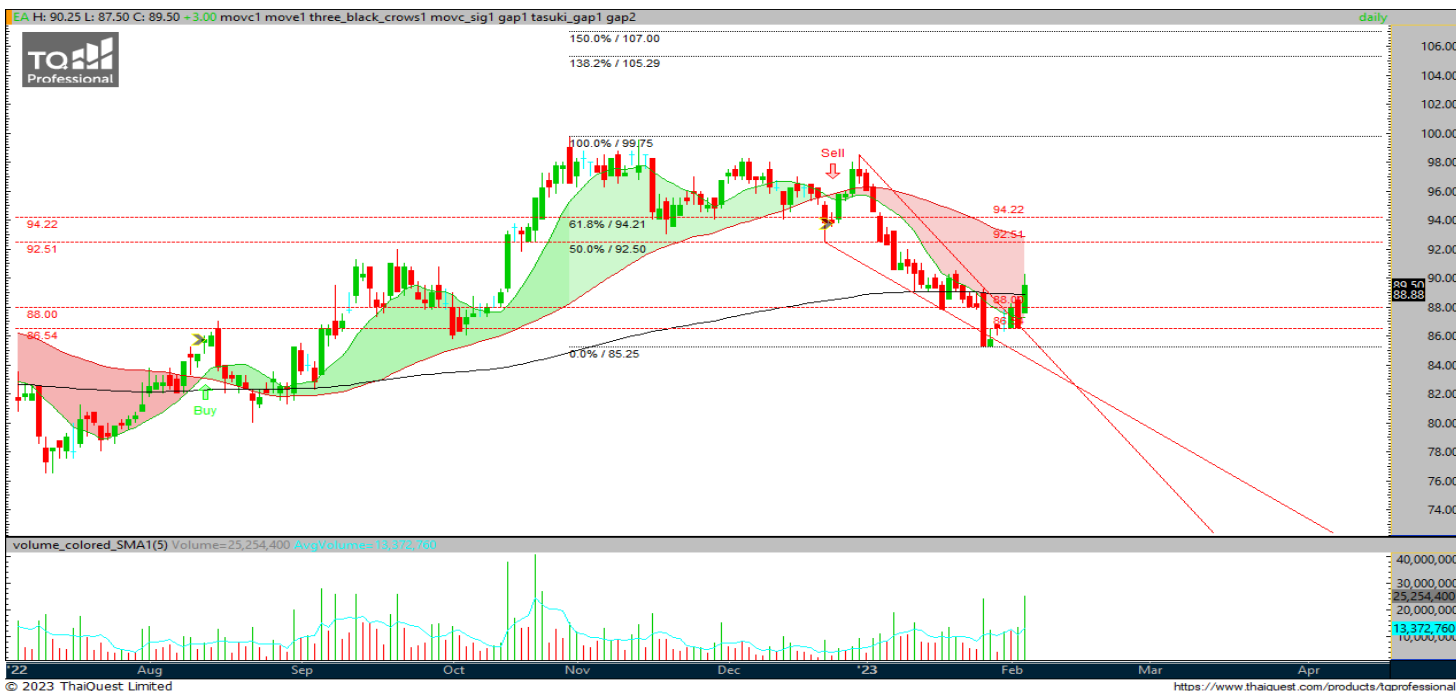 EA H: 90.25 L: 87.50 C: 89.50 +3.00 movc1 move1 three_black_crows1 movc_sig1 gap1 tasuki_gap1 gap2 daily
TQ
Professional
150.0% / 107.00
138.2% / 105.29
100.0% / 99.75
Sell
94.22
94.22
61.8% / 94.21
92.51
92.51
50.0% / 92.50
88.00
88.00
86.54
0.0% / 85.25
Buy
106.00
104.00
102.00
100.00
98.00
96.00
94.00
92.00
90.00
89.50
88.88
88.00
86.00
84.00
82.00
80.00
78.00
76.00
74.00
volume_colored_SMA1(5) Volume=25,254,400 AvgVolume=13,372,760
40,000,000
30,000,000
25,254,400
20,000,000
13,372,760
10,000,000
'22 Aug Sep Oct Nov Dec '23 Feb Mar Apr
© 2023 ThaiQuest Limited
https://www.thaiquest.com/products/tqprofessional